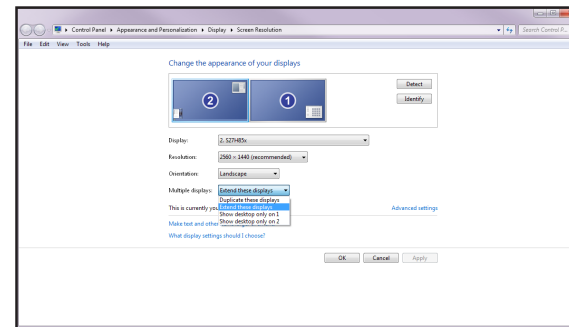 Control Panel ▸ Appearance and Personalization ▸ Display ▸ Screen Resolution
Search Control P...
File Edit View Tools Help
Change the appearance of your displays
2
1
Detect
Identify
Display: 2. S27H85x
Resolution: 2560 × 1440 (recommended)
Orientation: Landscape
Multiple displays: Extend these displays
Duplicate these displays
This is currently you
Extend these displays
Advanced settings
Show desktop only on 1
Make text and othe
Show desktop only on 2
What display settings should I choose?
OK Cancel Apply